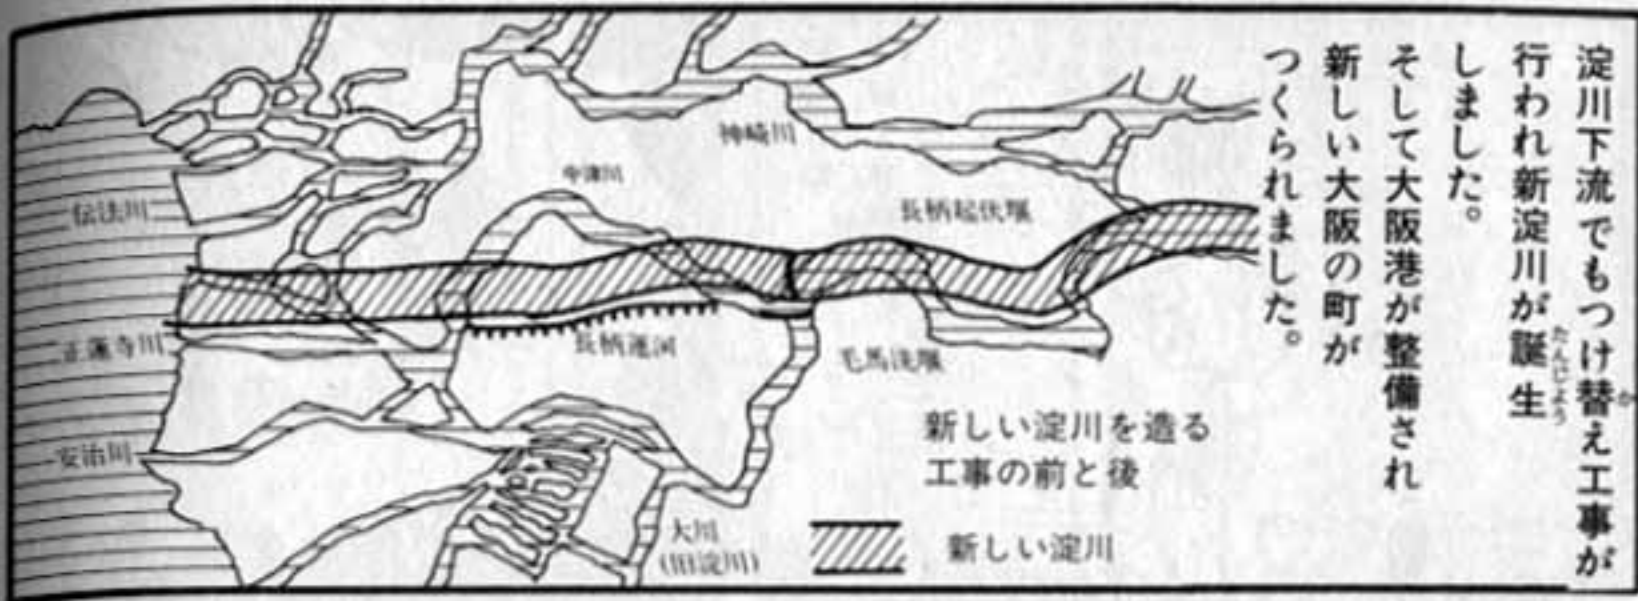 淀川下流でもつけ替え工事が
か
行われ新淀川が誕生
たんじょう
しました。
そして大阪港が整備され
新しい大阪の町が
つくられました。
神崎川
中津川
長柄起伏堰
伝法川
正蓮寺川
長柄運河
毛馬洗堰
安治川
大川
(旧淀川)
新しい淀川を造る
工事の前と後
新しい淀川